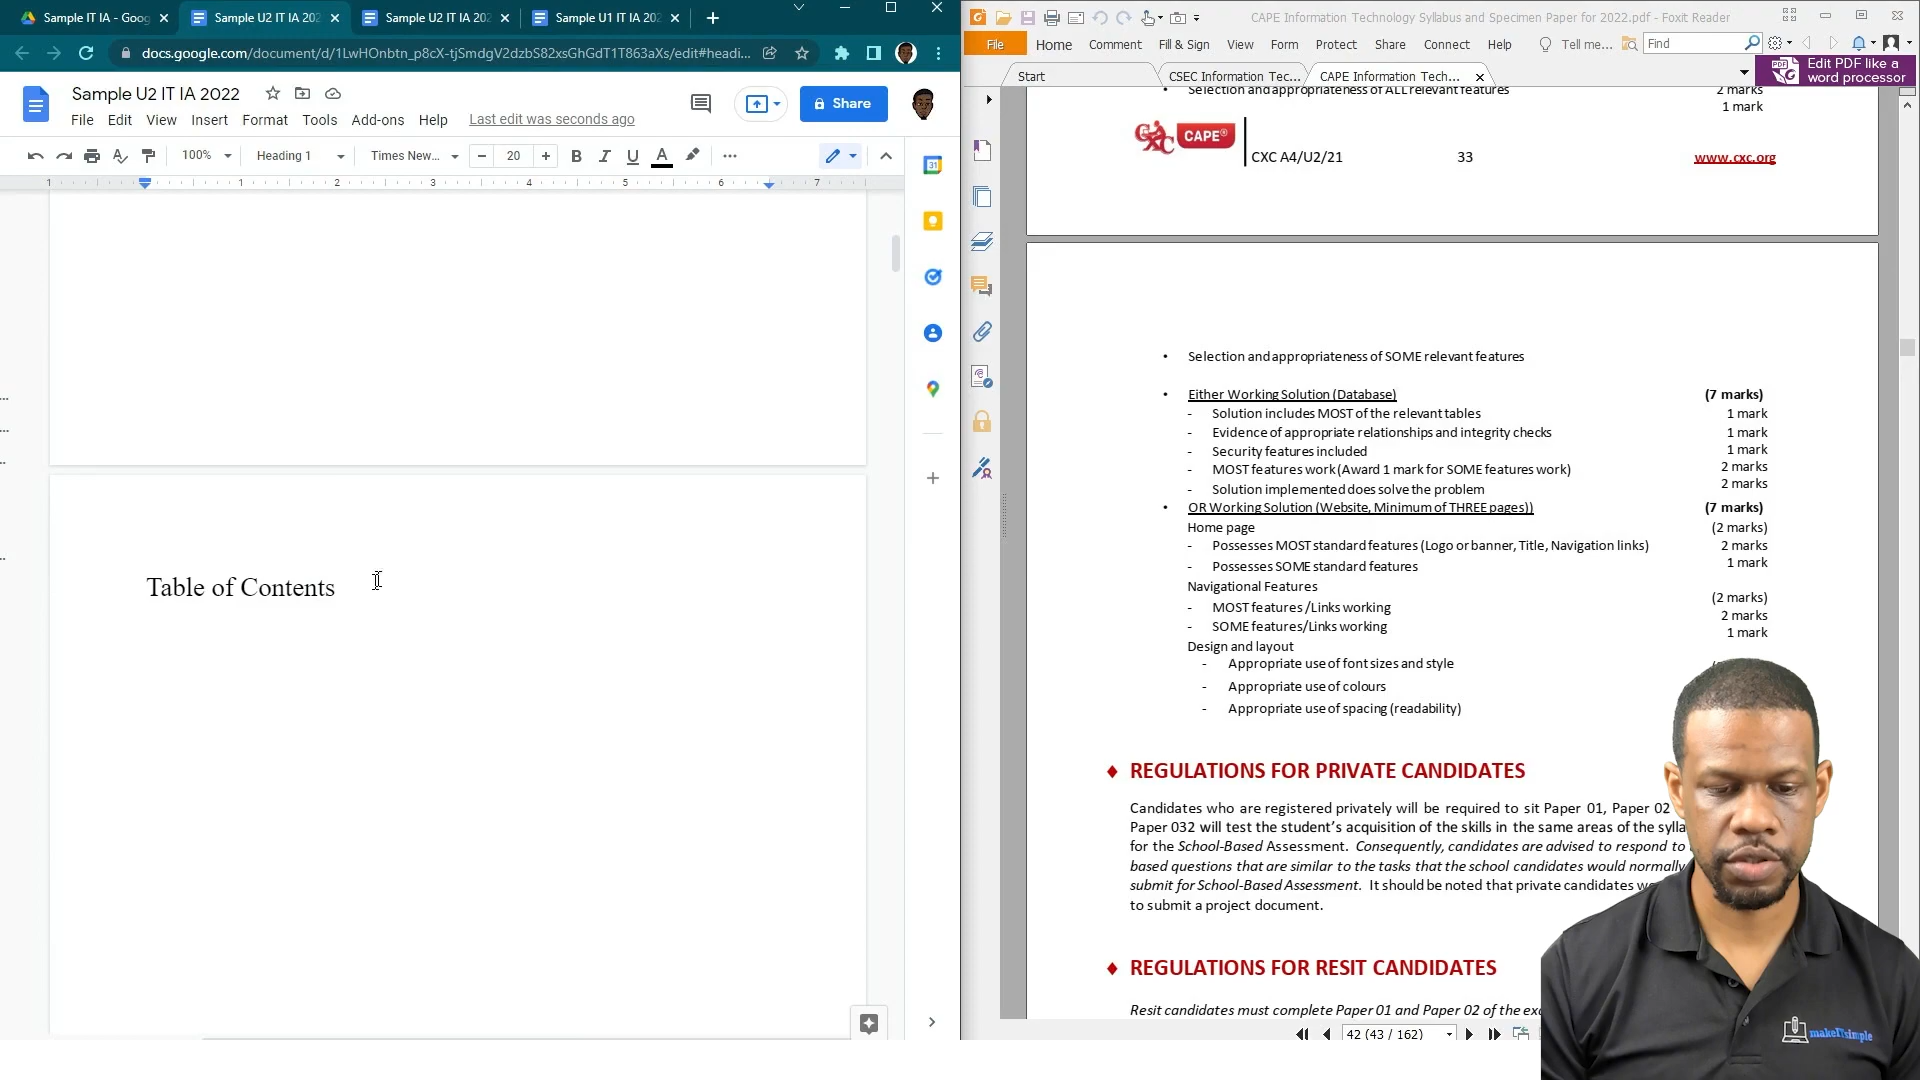 Sample IT IA - Goog
Sample U2 IT IA 202
Sample U2 IT IA 202
Sample U1 IT IA 202
docs.google.com/document/d/1LwHOnbtn_p8cX-tjSmdgV2dzbS82xsGhGdT1T863aXs/edit#headi...
Sample U2 IT IA 2022
Share
File Edit View Insert Format Tools Add-ons Help Last edit was seconds ago
100% Heading 1 Times New... 20 B I U A
1 1 2 3 4 5 6 7
Table of Contents
CAPE Information Technology Syllabus and Specimen Paper for 2022.pdf - Foxit Reader
File Home Comment Fill & Sign View Form Protect Share Connect Help Tell me... Find
Start CSEC Information Tec... CAPE Information Tech...
Edit PDF like a
word processor
Selection and appropriateness of ALL relevant features 2 marks
1 mark
CAPE®
CXC A4/U2/21 33 www.cxc.org
• Selection and appropriateness of SOME relevant features
• Either Working Solution (Database) (7 marks)
- Solution includes MOST of the relevant tables 1 mark
- Evidence of appropriate relationships and integrity checks 1 mark
- Security features included 1 mark
- MOST features work (Award 1 mark for SOME features work) 2 marks
- Solution implemented does solve the problem 2 marks
• OR Working Solution (Website, Minimum of THREE pages)) (7 marks)
Home page (2 marks)
- Possesses MOST standard features (Logo or banner, Title, Navigation links) 2 marks
- Possesses SOME standard features 1 mark
Navigational Features (2 marks)
- MOST features /Links working 2 marks
- SOME features/Links working 1 mark
Design and layout
- Appropriate use of font sizes and style
- Appropriate use of colours
- Appropriate use of spacing (readability)
♦ REGULATIONS FOR PRIVATE CANDIDATES
Candidates who are registered privately will be required to sit Paper 01, Paper 02
Paper 032 will test the student's acquisition of the skills in the same areas of the sylla
for the School-Based Assessment. Consequently, candidates are advised to respond to
based questions that are similar to the tasks that the school candidates would normally
submit for School-Based Assessment. It should be noted that private candidates wo
to submit a project document.
♦ REGULATIONS FOR RESIT CANDIDATES
Resit candidates must complete Paper 01 and Paper 02 of the exa
42 (43 / 162)
makeITsimple